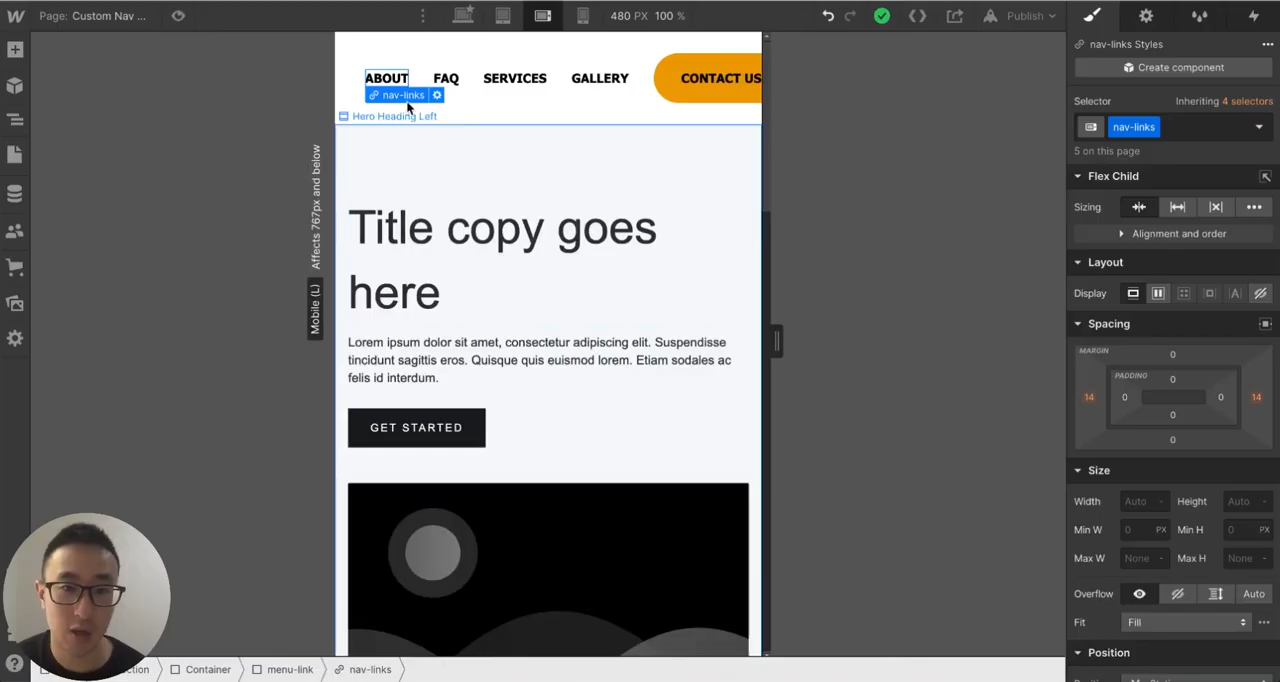 W Page: Custom Nav ... 480 PX 100 % Publish
nav-links Styles
Create component
Selector Inheriting 4 selectors
nav-links
5 on this page
Flex Child
Sizing
Alignment and order
Layout
Display
A
Spacing
MARGIN
0
PADDING
0
14 0 0 14
0
0
Size
Width Auto - Height Auto -
Min W 0 PX Min H 0 PX
Max W None - Max H None -
Overflow Auto
Fit Fill
Position
ABOUT FAQ SERVICES GALLERY CONTACT US
nav-links
Hero Heading Left
Affects 767px and below
Mobile (L)
Title copy goes
here
Lorem ipsum dolor sit amet, consectetur adipiscing elit. Suspendisse
tincidunt sagittis eros. Quisque quis euismod lorem. Etiam sodales ac
felis id interdum.
GET STARTED
Container menu-link nav-links